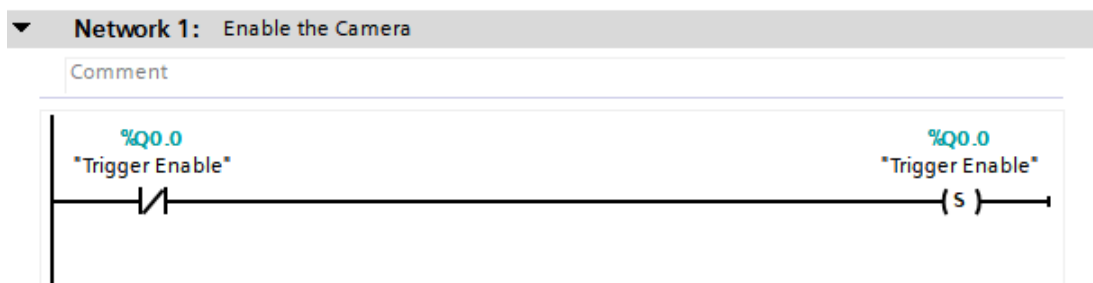 Network 1: Enable the Camera
Comment
%Q0.0 %Q0.0
"Trigger Enable" "Trigger Enable"
( S )